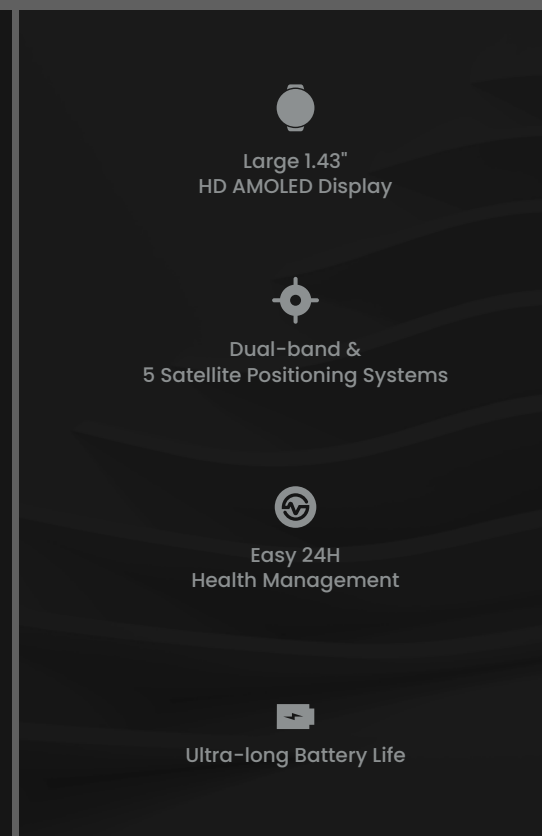 Large 1.43"
HD AMOLED Display
Dual-band &
5 Satellite Positioning Systems
Easy 24H
Health Management
Ultra-long Battery Life